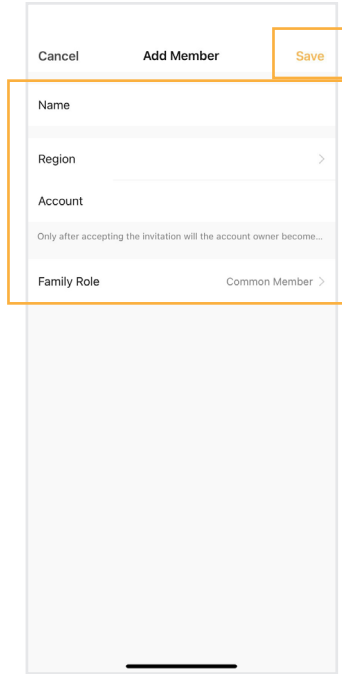 Cancel Add Member Save
Name
Region
Account
Only after accepting the invitation will the account owner become...
Family Role Common Member